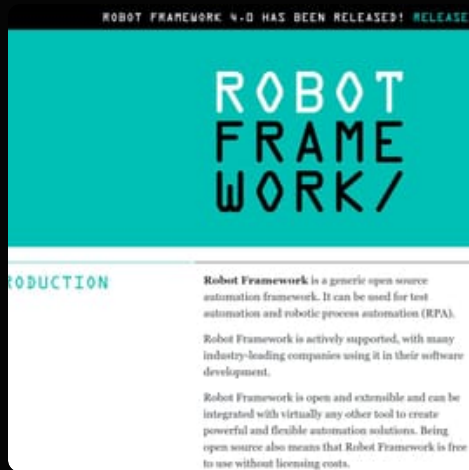 ROBOT FRAMEWORK 4.0 HAS BEEN RELEASED! RELEASE
ROBOT
FRAME
WORK/
RODUCTION
Robot Framework is a generic open source
automation framework. It can be used for test
automation and robotic process automation (RPA).
Robot Framework is actively supported, with many
industry-leading companies using it in their software
development.
Robot Framework is open and extensible and can be
integrated with virtually any other tool to create
powerful and flexible automation solutions. Being
open source also means that Robot Framework is free
to use without licensing costs.